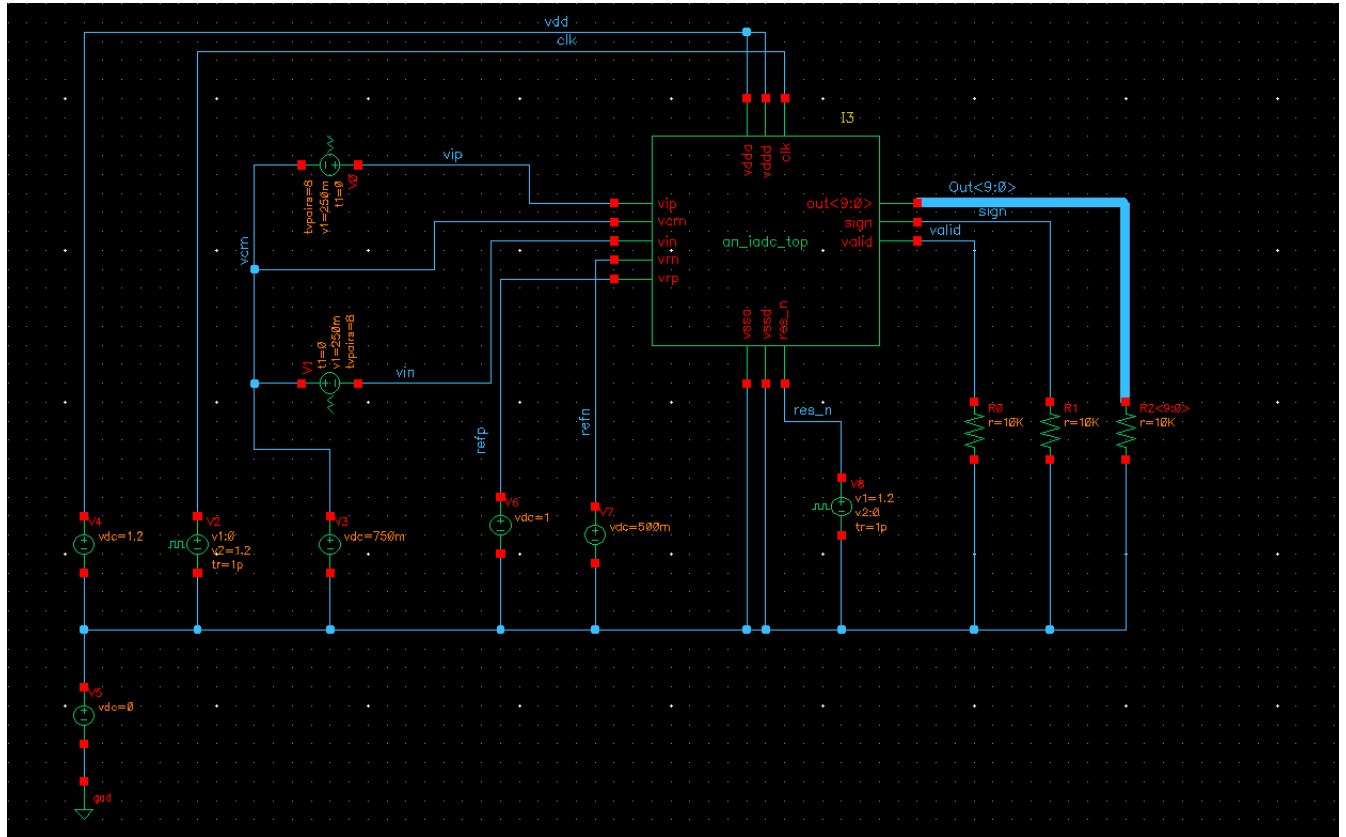 vdd
clk
I3
vdda
vddd
clk
vip
V0
tvpairs=8
v1=250m
t1=0
Out<9:0>
sign
valid
vip
vcm
vin
vrn
vrp
out<9:0>
sign
valid
an_iadc_top
vcm
vssa
vssd
res_n
V1
t1=0
v1=250m
tvpairs=8
vin
refp
refn
res_n
R0
r=10K
R1
r=10K
R2<9:0>
r=10K
V4
vdc=1.2
V2
v1:0
v2=1.2
tr=1p
V3
vdc=750m
V6
vdc=1
V7
vdc=500m
V8
v1=1.2
v2:0
tr=1p
V5
vdc=0
gnd